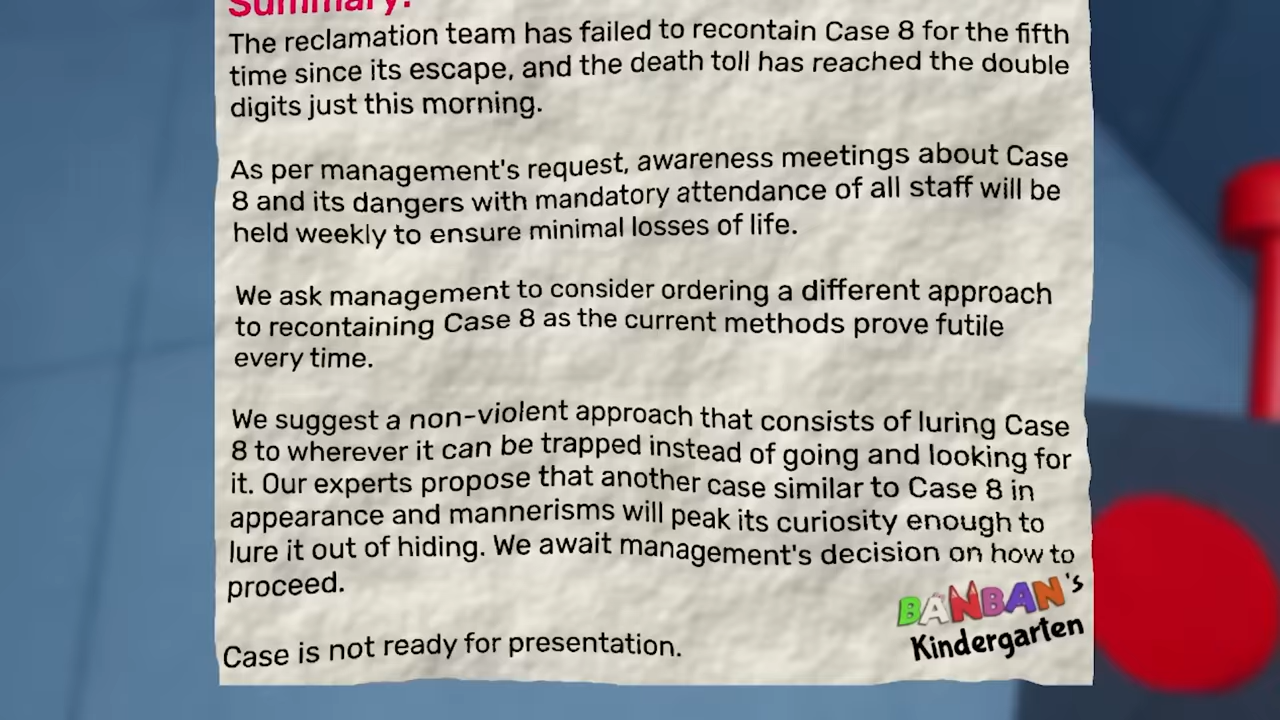 Summary:
The reclamation team has failed to recontain Case 8 for the fifth
time since its escape, and the death toll has reached the double
digits just this morning.
As per management's request, awareness meetings about Case
8 and its dangers with mandatory attendance of all staff will be
held weekly to ensure minimal losses of life.
We ask management to consider ordering a different approach
to recontaining Case 8 as the current methods prove futile
every time.
We suggest a non-violent approach that consists of luring Case
8 to wherever it can be trapped instead of going and looking for
it. Our experts propose that another case similar to Case 8 in
appearance and mannerisms will peak its curiosity enough to
lure it out of hiding. We await management's decision on how to
proceed.
Case is not ready for presentation.
BANBAN's
Kindergarten